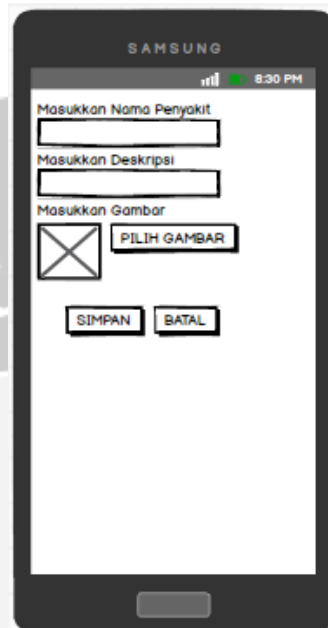 SAMSUNG
8:30 PM
Masukkan Nama Penyakit
Masukkan Deskripsi
Masukkan Gambar
PILIH GAMBAR
SIMPAN BATAL